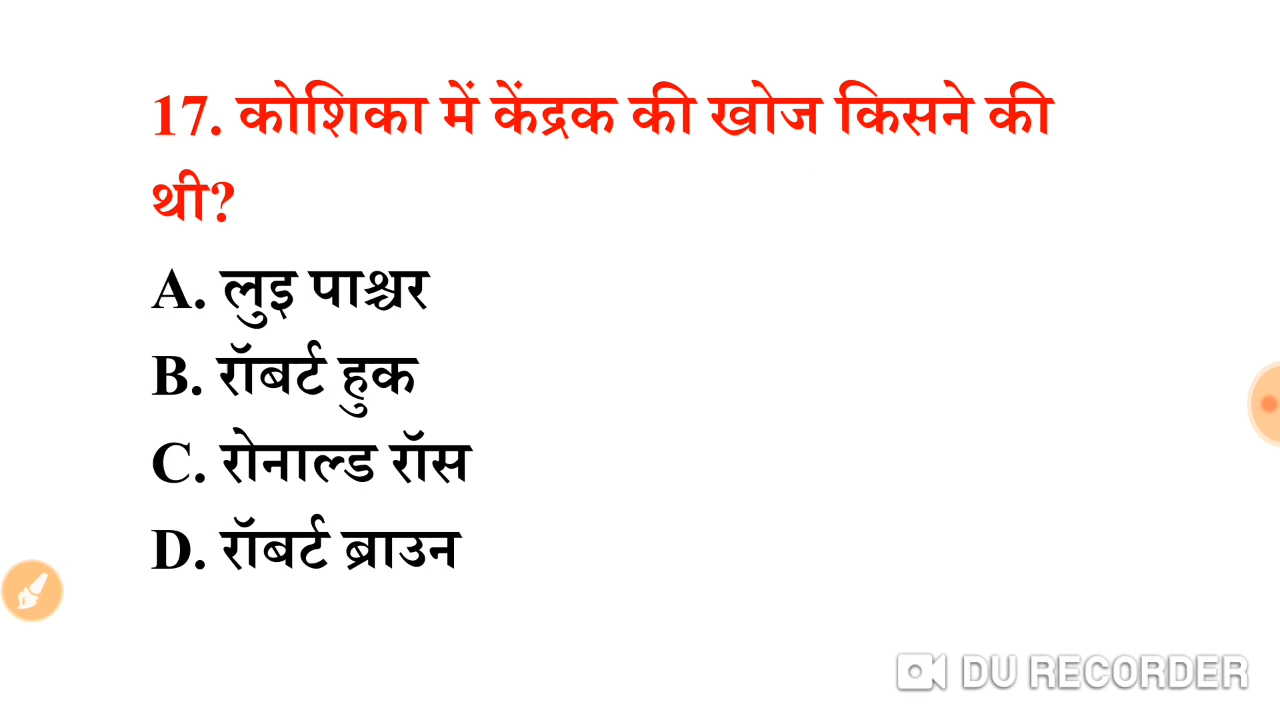 17. कोशिका में केंद्रक की खोज किसने की
थी?
A. लुइ पाश्चर
B. रॉबर्ट हुक
C. रोनाल्ड रॉस
D. रॉबर्ट ब्राउन
DU RECORDER